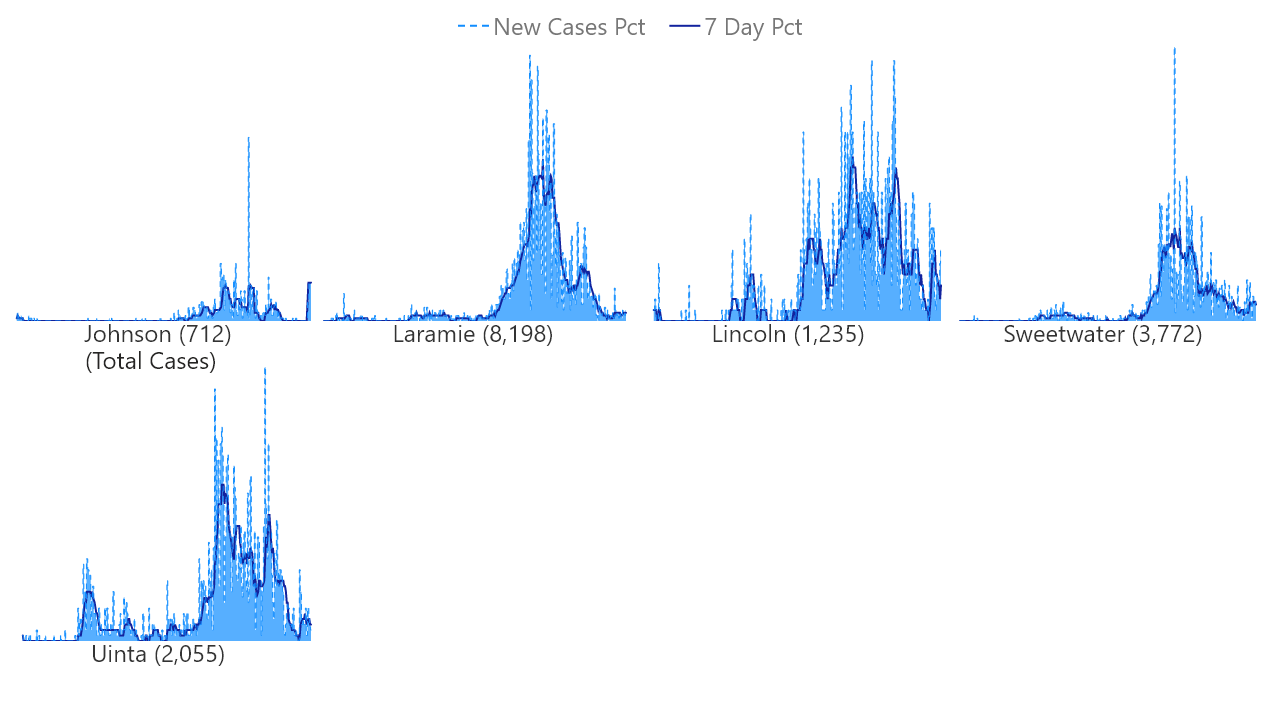 New Cases Pct 7 Day Pct
Johnson (712)
(Total Cases)
Laramie (8,198)
Lincoln (1,235)
Sweetwater (3,772)
Uinta (2,055)